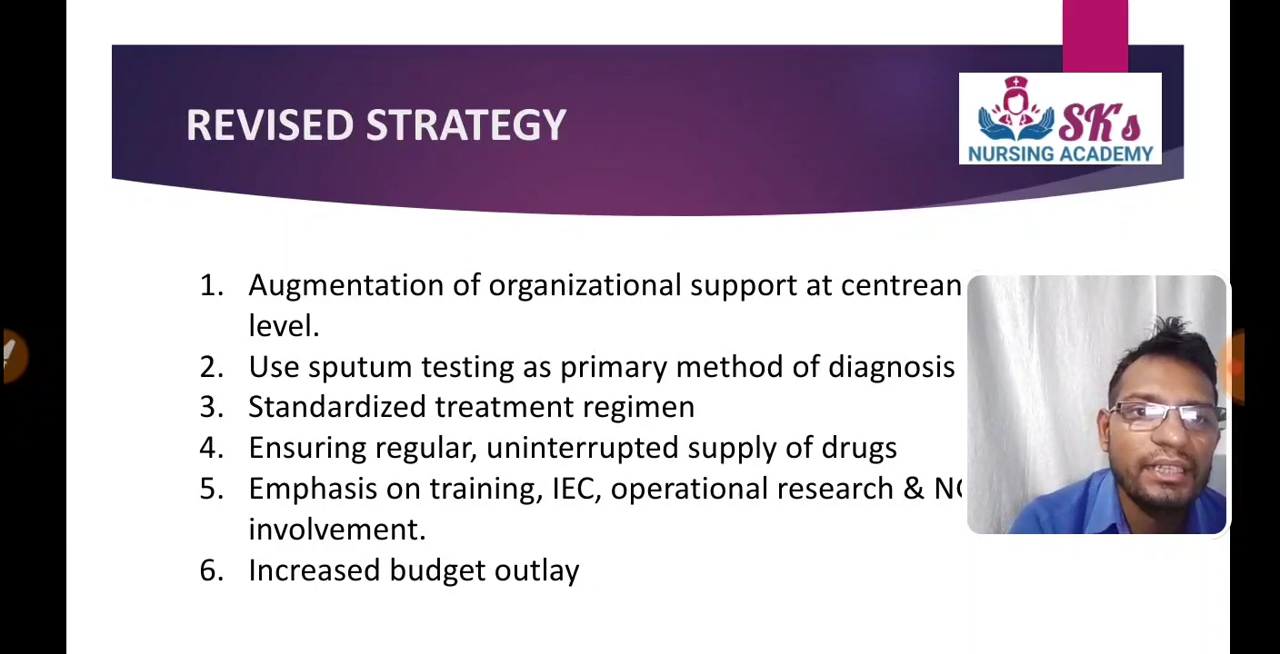 REVISED STRATEGY
SK's
NURSING ACADEMY
1. Augmentation of organizational support at centrean
level.
2. Use sputum testing as primary method of diagnosis
3. Standardized treatment regimen
4. Ensuring regular, uninterrupted supply of drugs
5. Emphasis on training, IEC, operational research &
involvement.
6. Increased budget outlay